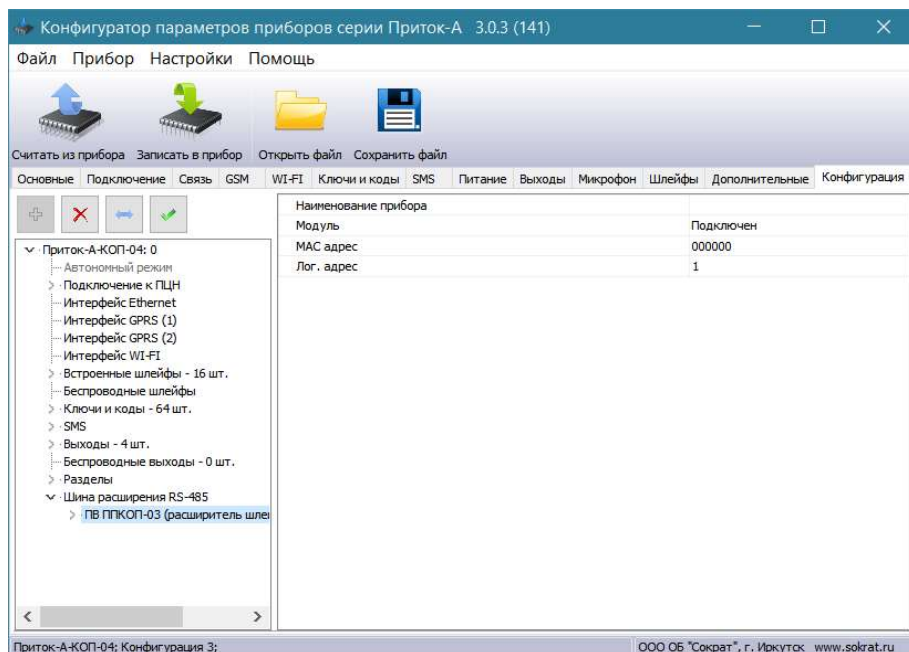 Конфигуратор параметров приборов серии Приток-А 3.0.3 (141)
Файл Прибор Настройки Помощь
Считать из прибора Записать в прибор Открыть файл Сохранить файл
Основные Подключение Связь GSM WI-FI Ключи и коды SMS Питание Выходы Микрофон Шлейфы Дополнительные Конфигурация
Наименование прибора
Модуль Подключен
MAC адрес 000000
Лог. адрес 1
Приток-А-КОП-04: 0
Автономный режим
Подключение к ПЦН
Интерфейс Ethernet
Интерфейс GPRS (1)
Интерфейс GPRS (2)
Интерфейс WI-FI
Встроенные шлейфы - 16 шт.
Беспроводные шлейфы
Ключи и коды - 64 шт.
SMS
Выходы - 4 шт.
Беспроводные выходы - 0 шт.
Разделы
Шина расширения RS-485
ПВ ППКОП-03 (расширитель шле
Приток-А-КОП-04; Конфигурация 3; ООО ОБ "Сократ", г. Иркутск www.sokrat.ru